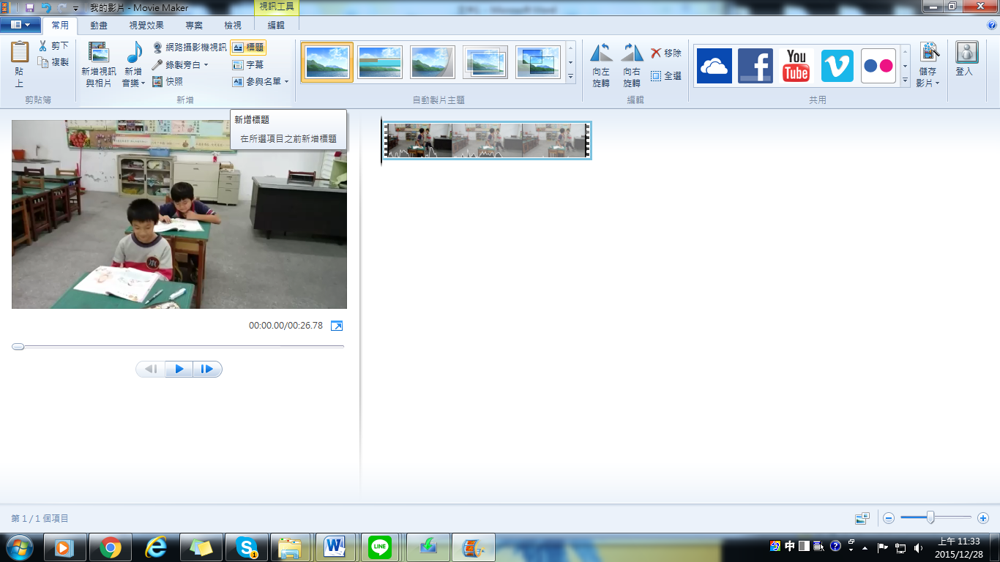 我的影片 - Movie Maker
視訊工具
常用
動畫
視覺效果
專案
檢視
編輯
貼上
剪下
複製
剪貼簿
新增視訊與相片
新增音樂
網路攝影機視訊
錄製旁白
快照
標題
字幕
參與名單
新增
自動製片主題
向左旋轉
向右旋轉
移除
全選
編輯
You
Tube
共用
儲存影片
登入
新增標題
在所選項目之前新增標題
00:00.00/00:26.78
第 1 / 1 個項目
LINE
中
上午 11:33
2015/12/28